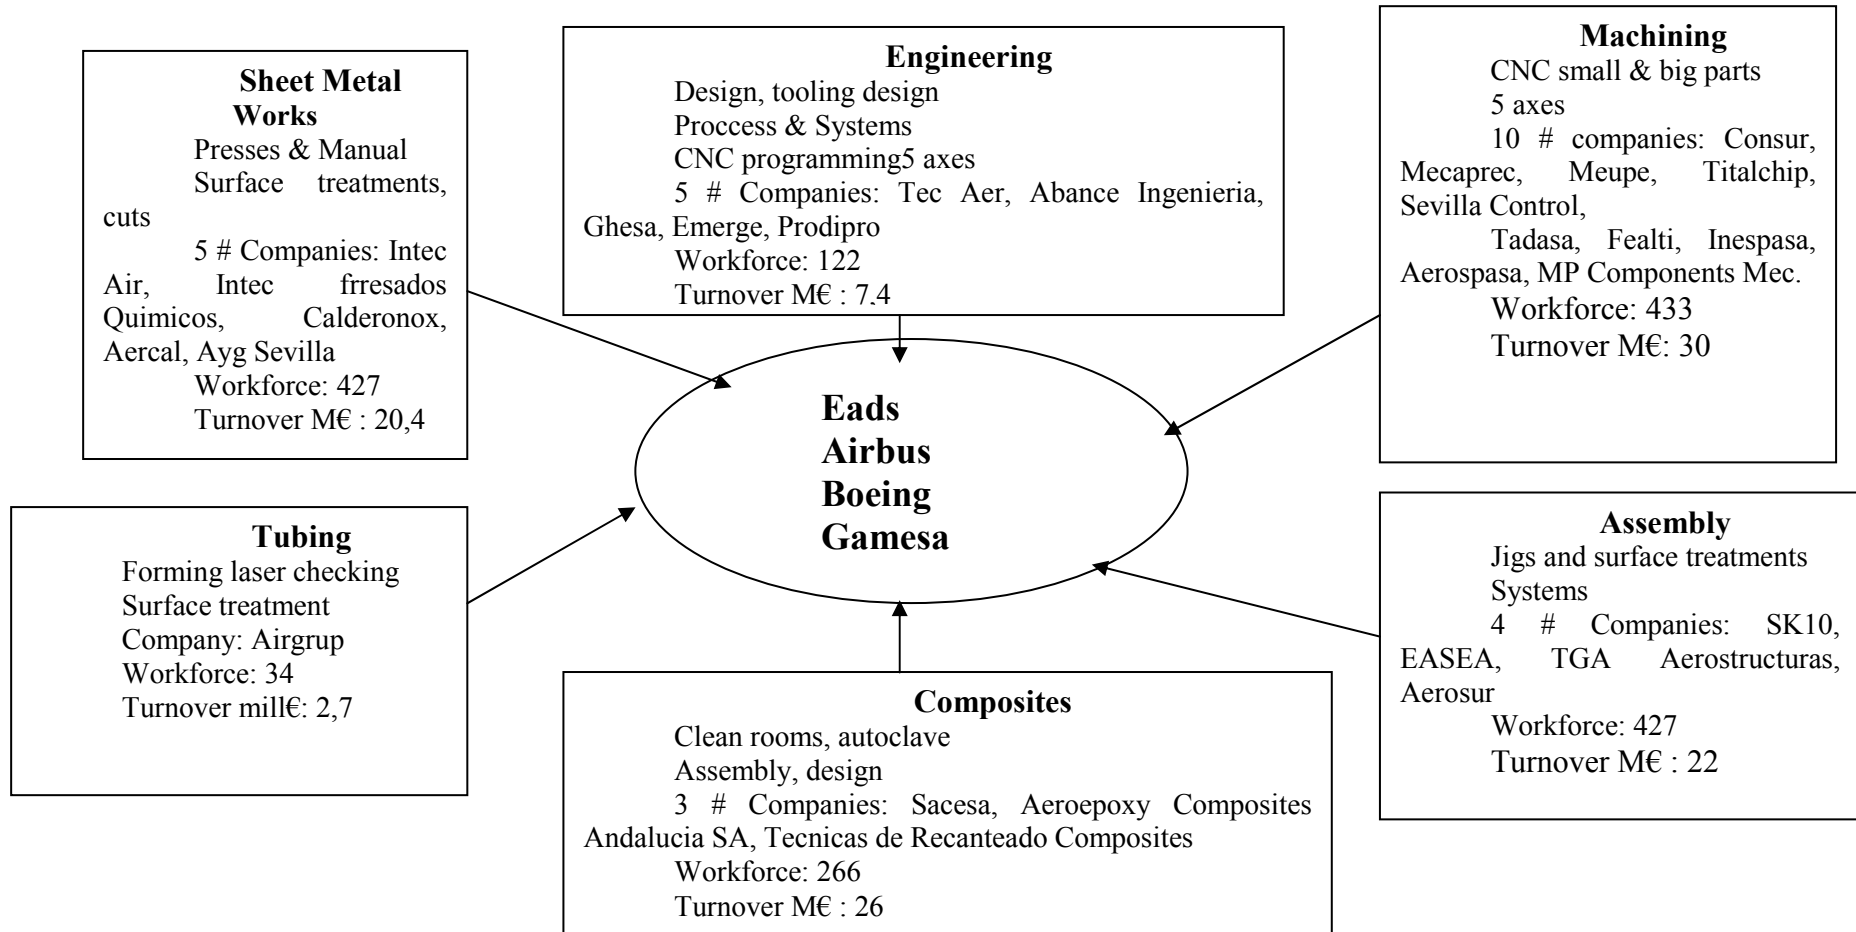 Sheet Metal
Works
Presses & Manual
Surface treatments,
cuts
5 # Companies: Intec
Air, Intec frresados
Quimicos, Calderonox,
Aercal, Ayg Sevilla
Workforce: 427
Turnover M€ : 20,4
Engineering
Design, tooling design
Proccess & Systems
CNC programming5 axes
5 # Companies: Tec Aer, Abance Ingenieria,
Ghesa, Emerge, Prodipro
Workforce: 122
Turnover M€ : 7,4
Machining
CNC small & big parts
5 axes
10 # companies: Consur,
Mecaprec, Meupe, Titalchip,
Sevilla Control,
Tadasa, Fealti, Inespasa,
Aerospasa, MP Components Mec.
Workforce: 433
Turnover M€: 30
Eads
Airbus
Boeing
Gamesa
Tubing
Forming laser checking
Surface treatment
Company: Airgrup
Workforce: 34
Turnover mill€: 2,7
Composites
Clean rooms, autoclave
Assembly, design
3 # Companies: Sacesa, Aeroepoxy Composites
Andalucia SA, Tecnicas de Recanteado Composites
Workforce: 266
Turnover M€ : 26
Assembly
Jigs and surface treatments
Systems
4 # Companies: SK10,
EASEA, TGA Aerostructuras,
Aerosur
Workforce: 427
Turnover M€ : 22